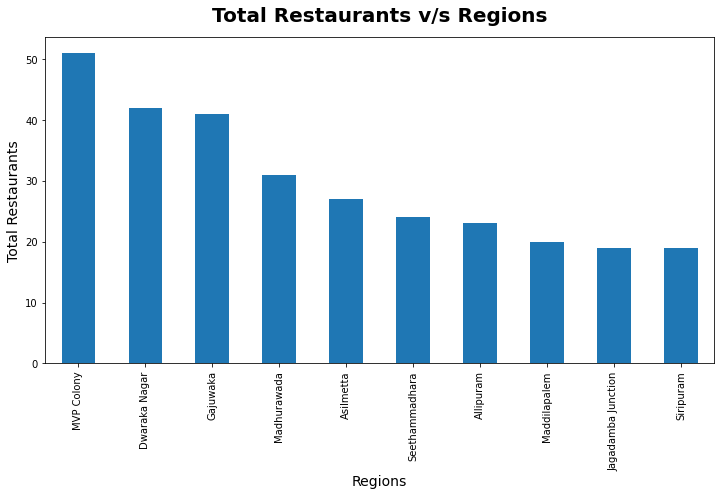 Total Restaurants v/s Regions
Total Restaurants
50
40
30
20
10
0
MVP Colony
Dwaraka Nagar
Gajuwaka
Madhurawada
Asilmetta
Seethammadhara
Allipuram
Maddilapalem
Jagadamba Junction
Siripuram
Regions